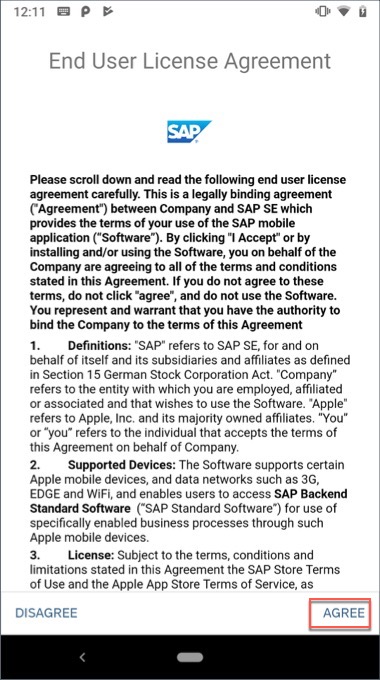 12:11
End User License Agreement
SAP
Please scroll down and read the following end user license
agreement carefully. This is a legally binding agreement
("Agreement") between Company and SAP SE which
provides the terms of your use of the SAP mobile
application ("Software"). By clicking "I Accept" or by
installing and/or using the Software, you on behalf of the
Company are agreeing to all of the terms and conditions
stated in this Agreement. If you do not agree to these
terms, do not click "agree", and do not use the Software.
You represent and warrant that you have the authority to
bind the Company to the terms of this Agreement
1. Definitions: "SAP" refers to SAP SE, for and on
behalf of itself and its subsidiaries and affiliates as defined
in Section 15 German Stock Corporation Act. "Company"
refers to the entity with which you are employed, affiliated
or associated and that wishes to use the Software. "Apple"
refers to Apple, Inc. and its majority owned affiliates. "You"
or "you" refers to the individual that accepts the terms of
this Agreement on behalf of Company.
2. Supported Devices: The Software supports certain
Apple mobile devices, and data networks such as 3G,
EDGE and WiFi, and enables users to access SAP Backend
Standard Software ("SAP Standard Software") for use of
specifically enabled business processes through such
Apple mobile devices.
3. License: Subject to the terms, conditions and
limitations stated in this Agreement the SAP Store Terms
of Use and the Apple App Store Terms of Service, as
DISAGREE
AGREE